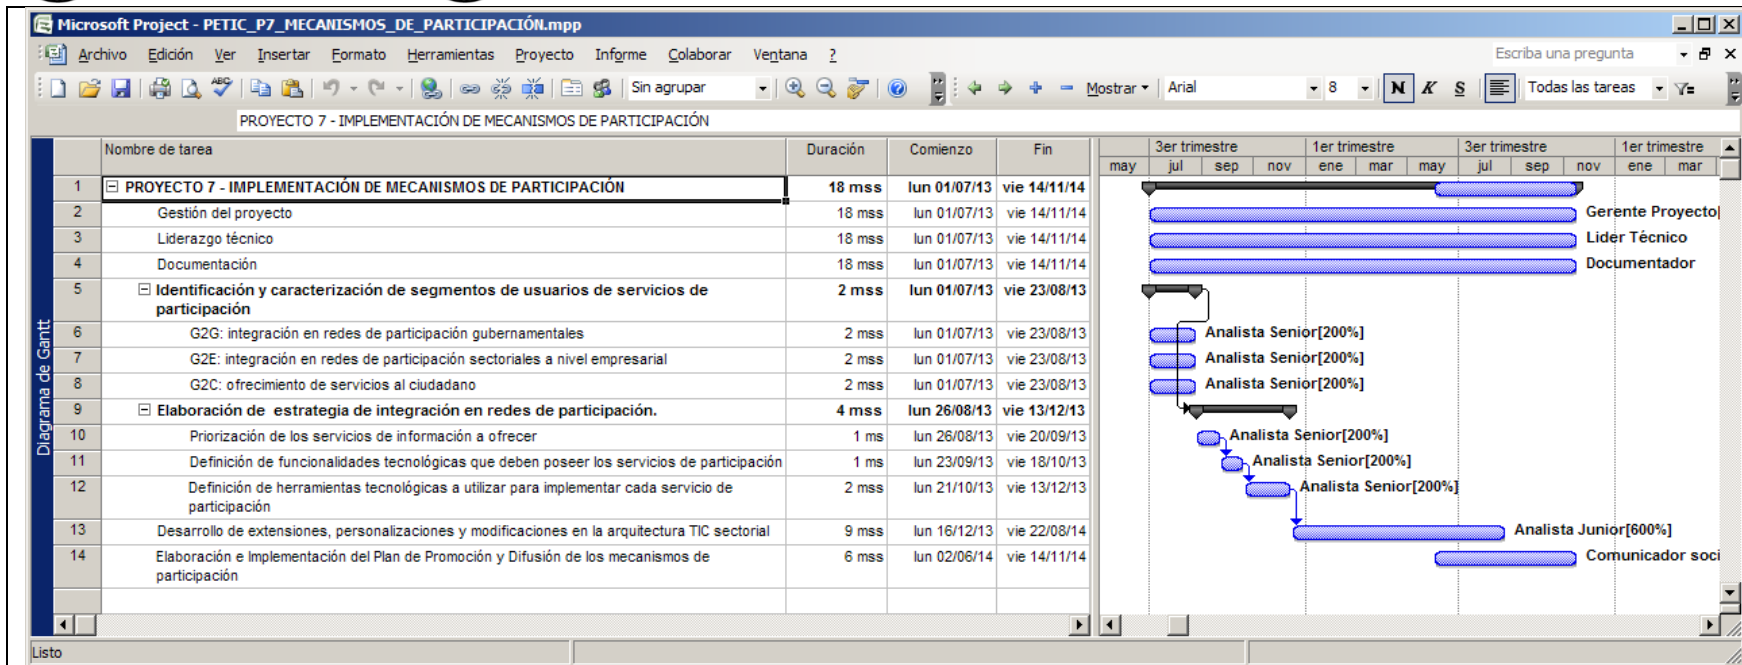 Microsoft Project - PETIC_P7_MECANISMOS_DE_PARTICIPACIÓN.mpp
Archivo Edición Ver Insertar Formato Herramientas Proyecto Informe Colaborar Ventana ? Escriba una pregunta
Sin agrupar Mostrar Arial 8 N K S Todas las tareas
PROYECTO 7 - IMPLEMENTACIÓN DE MECANISMOS DE PARTICIPACIÓN
Nombre de tarea Duración Comienzo Fin
3er trimestre 1er trimestre 3er trimestre 1er trimestre
may jul sep nov ene mar may jul sep nov ene mar
1 PROYECTO 7 - IMPLEMENTACIÓN DE MECANISMOS DE PARTICIPACIÓN 18 mss lun 01/07/13 vie 14/11/14
2 Gestión del proyecto 18 mss lun 01/07/13 vie 14/11/14 Gerente Proyecto[
3 Liderazgo técnico 18 mss lun 01/07/13 vie 14/11/14 Lider Técnico
4 Documentación 18 mss lun 01/07/13 vie 14/11/14 Documentador
5 Identificación y caracterización de segmentos de usuarios de servicios de participación 2 mss lun 01/07/13 vie 23/08/13
6 G2G: integración en redes de participación gubernamentales 2 mss lun 01/07/13 vie 23/08/13 Analista Senior[200%]
7 G2E: integración en redes de participación sectoriales a nivel empresarial 2 mss lun 01/07/13 vie 23/08/13 Analista Senior[200%]
8 G2C: ofrecimiento de servicios al ciudadano 2 mss lun 01/07/13 vie 23/08/13 Analista Senior[200%]
9 Elaboración de estrategia de integración en redes de participación. 4 mss lun 26/08/13 vie 13/12/13
10 Priorización de los servicios de información a ofrecer 1 ms lun 26/08/13 vie 20/09/13 Analista Senior[200%]
11 Definición de funcionalidades tecnológicas que deben poseer los servicios de participación 1 ms lun 23/09/13 vie 18/10/13 Analista Senior[200%]
12 Definición de herramientas tecnológicas a utilizar para implementar cada servicio de participación 2 mss lun 21/10/13 vie 13/12/13 Analista Senior[200%]
13 Desarrollo de extensiones, personalizaciones y modificaciones en la arquitectura TIC sectorial 9 mss lun 16/12/13 vie 22/08/14 Analista Junior[600%]
14 Elaboración e Implementación del Plan de Promoción y Difusión de los mecanismos de participación 6 mss lun 02/06/14 vie 14/11/14 Comunicador soci
Diagrama de Gantt
Listo